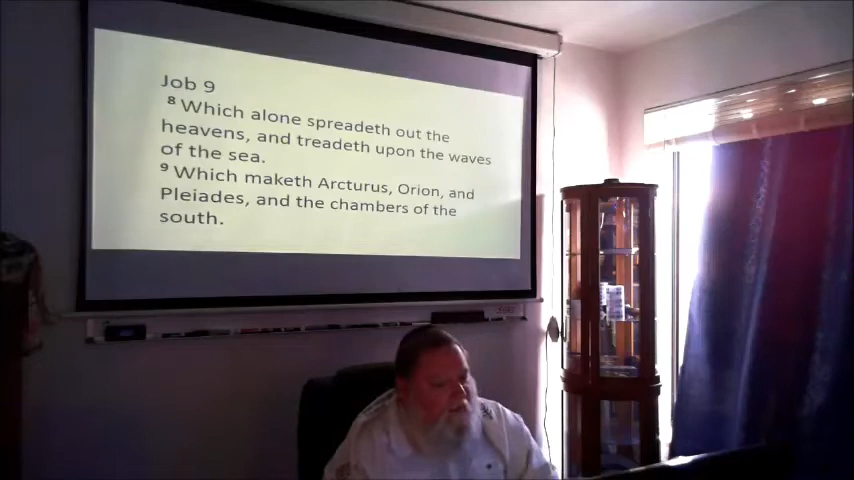 Job 9
8 Which alone spreadeth out the
heavens, and treadeth upon the waves
of the sea.
9 Which maketh Arcturus, Orion, and
Pleiades, and the chambers of the
south.